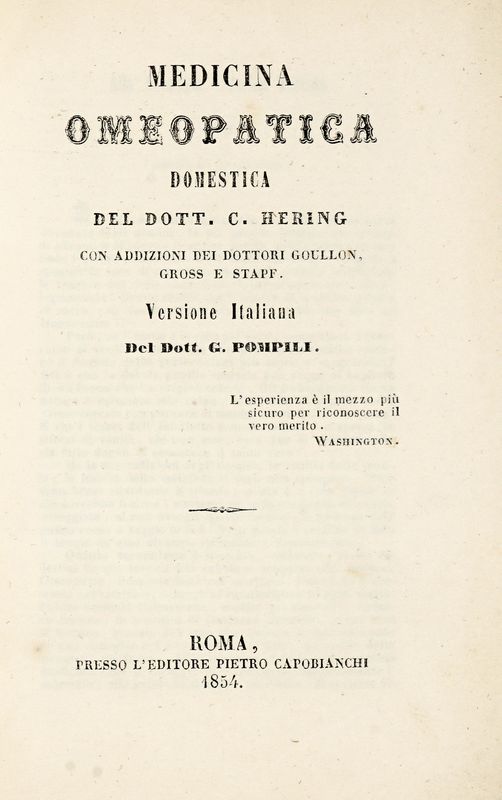 MEDICINA
OMEOPATICA
DOMESTICA
DEL DOTT. C. HERING
CON ADDIZIONI DEI DOTTORI GOULLON,
GROSS E STAPF.
Versione Italiana
Del Dott. G. POMPILI.
L'esperienza è il mezzo più
sicuro per riconoscere il
vero merito.
WASHINGTON.
ROMA,
PRESSO L'EDITORE PIETRO CAPOBIANCHI
1854.